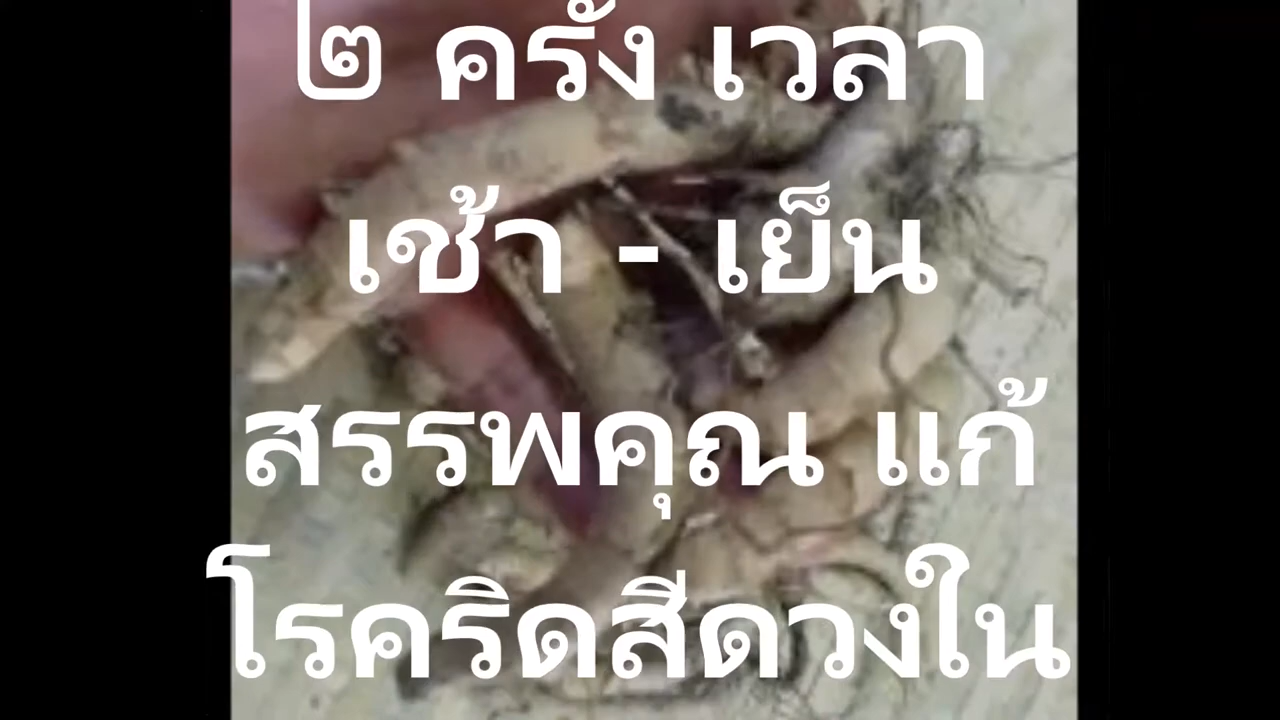 ๒ ครั้ง เวลา
เช้า - เย็น
สรรพคุณ แก้
โรคริดสีดวงใน